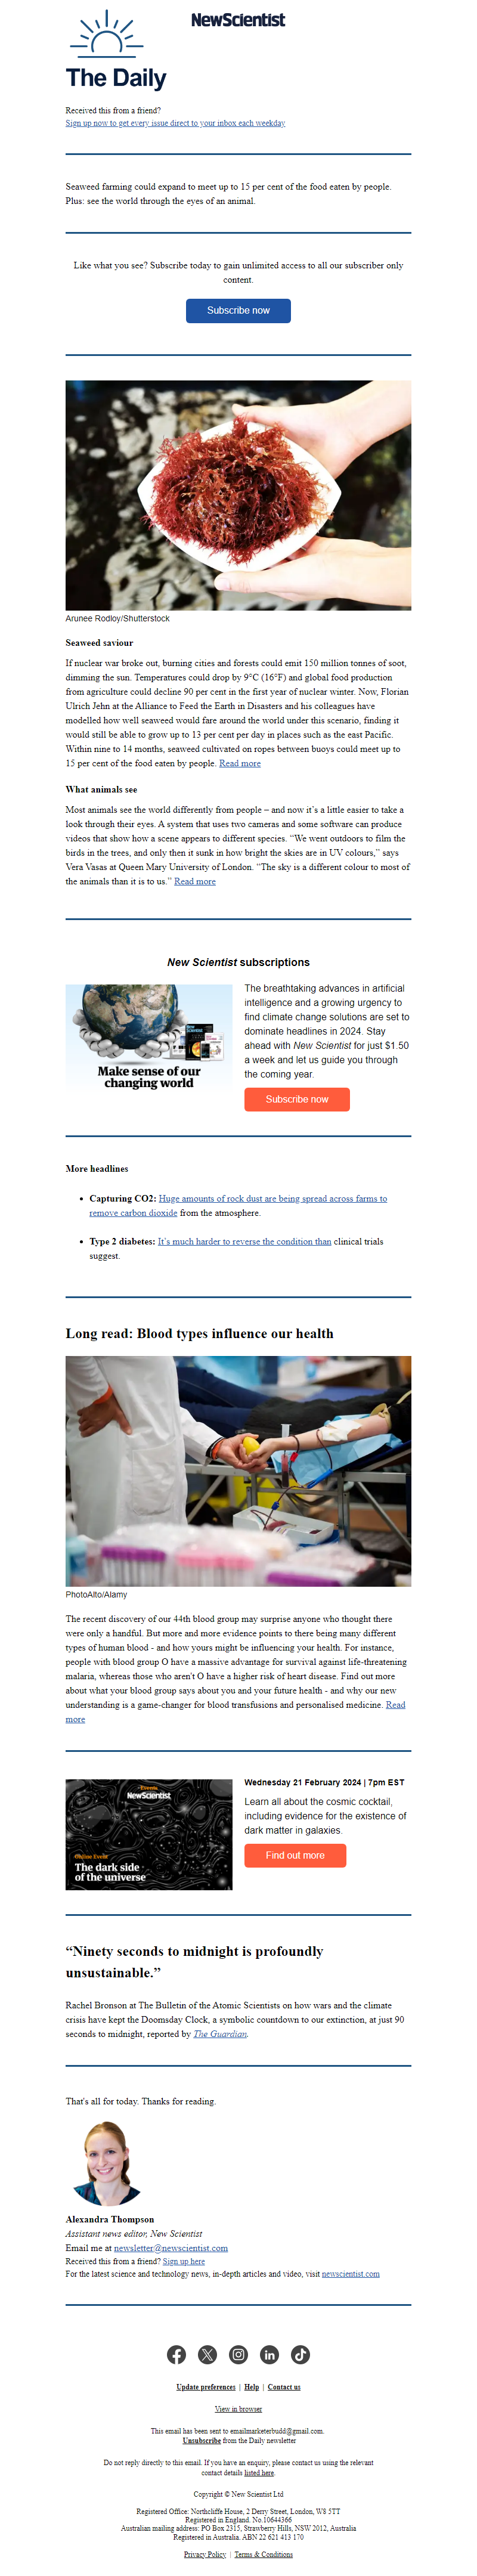 NewScientist
The Daily
Received this from a friend?
Sign up now to get every issue direct to your inbox each weekday
Seaweed farming could expand to meet up to 15 per cent of the food eaten by people.
Plus: see the world through the eyes of an animal.
Like what you see? Subscribe today to gain unlimited access to all our subscriber only
content.
Subscribe now
Arunee Rodloy/Shutterstock
Seaweed saviour
If nuclear war broke out, burning cities and forests could emit 150 million tonnes of soot,
dimming the sun. Temperatures could drop by 9°C (16°F) and global food production
from agriculture could decline 90 per cent in the first year of nuclear winter. Now, Florian
Ulrich Jehn at the Alliance to Feed the Earth in Disasters and his colleagues have
modelled how well seaweed would fare around the world under this scenario, finding it
would still be able to grow up to 13 per cent per day in places such as the east Pacific.
Within nine to 14 months, seaweed cultivated on ropes between buoys could meet up to
15 per cent of the food eaten by people. Read more
What animals see
Most animals see the world differently from people – and now it’s a little easier to take a
look through their eyes. A system that uses two cameras and some software can produce
videos that show how a scene appears to different species. “We went outdoors to film the
birds in the trees, and only then it sunk in how bright the skies are in UV colours,” says
Vera Vasas at Queen Mary University of London. “The sky is a different colour to most of
the animals than it is to us.” Read more
New Scientist subscriptions
Make sense of our
changing world
The breathtaking advances in artificial
intelligence and a growing urgency to
find climate change solutions are set to
dominate headlines in 2024. Stay
ahead with New Scientist for just $1.50
a week and let us guide you through
the coming year.
Subscribe now
More headlines
• Capturing CO2: Huge amounts of rock dust are being spread across farms to
remove carbon dioxide from the atmosphere.
• Type 2 diabetes: It’s much harder to reverse the condition than clinical trials
suggest.
Long read: Blood types influence our health
PhotoAlto/Alamy
The recent discovery of our 44th blood group may surprise anyone who thought there
were only a handful. But more and more evidence points to there being many different
types of human blood - and how yours might be influencing your health. For instance,
people with blood group O have a massive advantage for survival against life-threatening
malaria, whereas those who aren't O have a higher risk of heart disease. Find out more
about what your blood group says about you and your future health - and why our new
understanding is a game-changer for blood transfusions and personalised medicine. Read
more
Events
NewScientist
Online Event
The dark side
of the universe
Wednesday 21 February 2024 | 7pm EST
Learn all about the cosmic cocktail,
including evidence for the existence of
dark matter in galaxies.
Find out more
“Ninety seconds to midnight is profoundly
unsustainable.”
Rachel Bronson at The Bulletin of the Atomic Scientists on how wars and the climate
crisis have kept the Doomsday Clock, a symbolic countdown to our extinction, at just 90
seconds to midnight, reported by The Guardian.
That's all for today. Thanks for reading.
Alexandra Thompson
Assistant news editor, New Scientist
Email me at newsletter@newscientist.com
Received this from a friend? Sign up here
For the latest science and technology news, in-depth articles and video, visit newscientist.com
Update preferences | Help | Contact us
View in browser
This email has been sent to emailmarketerbudd@gmail.com.
Unsubscribe from the Daily newsletter
Do not reply directly to this email. If you have an enquiry, please contact us using the relevant
contact details listed here.
Copyright © New Scientist Ltd
Registered Office: Northcliffe House, 2 Derry Street, London, W8 5TT
Registered in England. No.10644366
Australian mailing address: PO Box 2315, Strawberry Hills, NSW 2012, Australia
Registered in Australia. ABN 22 621 413 170
Privacy Policy | Terms & Conditions